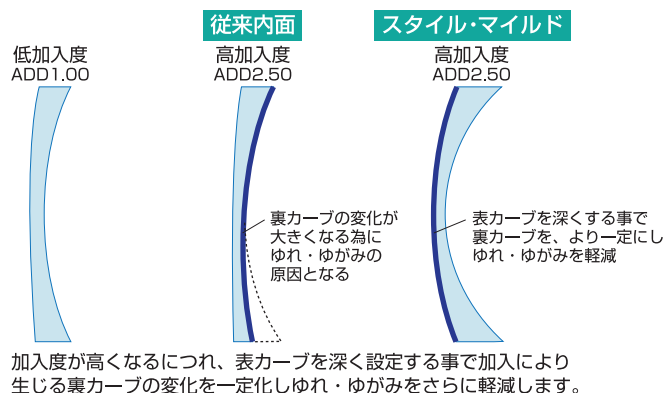 従来内面
スタイル・マイルド
低加入度
ADD1.00
高加入度
ADD2.50
高加入度
ADD2.50
裏カーブの変化が
大きくなる為に
ゆれ・ゆがみの
原因となる
表カーブを深くする事で
裏カーブを、より一定にし
ゆれ・ゆがみを軽減
加入度が高くなるにつれ、表カーブを深く設定する事で加入により
生じる裏カーブの変化を一定化しゆれ・ゆがみをさらに軽減します。